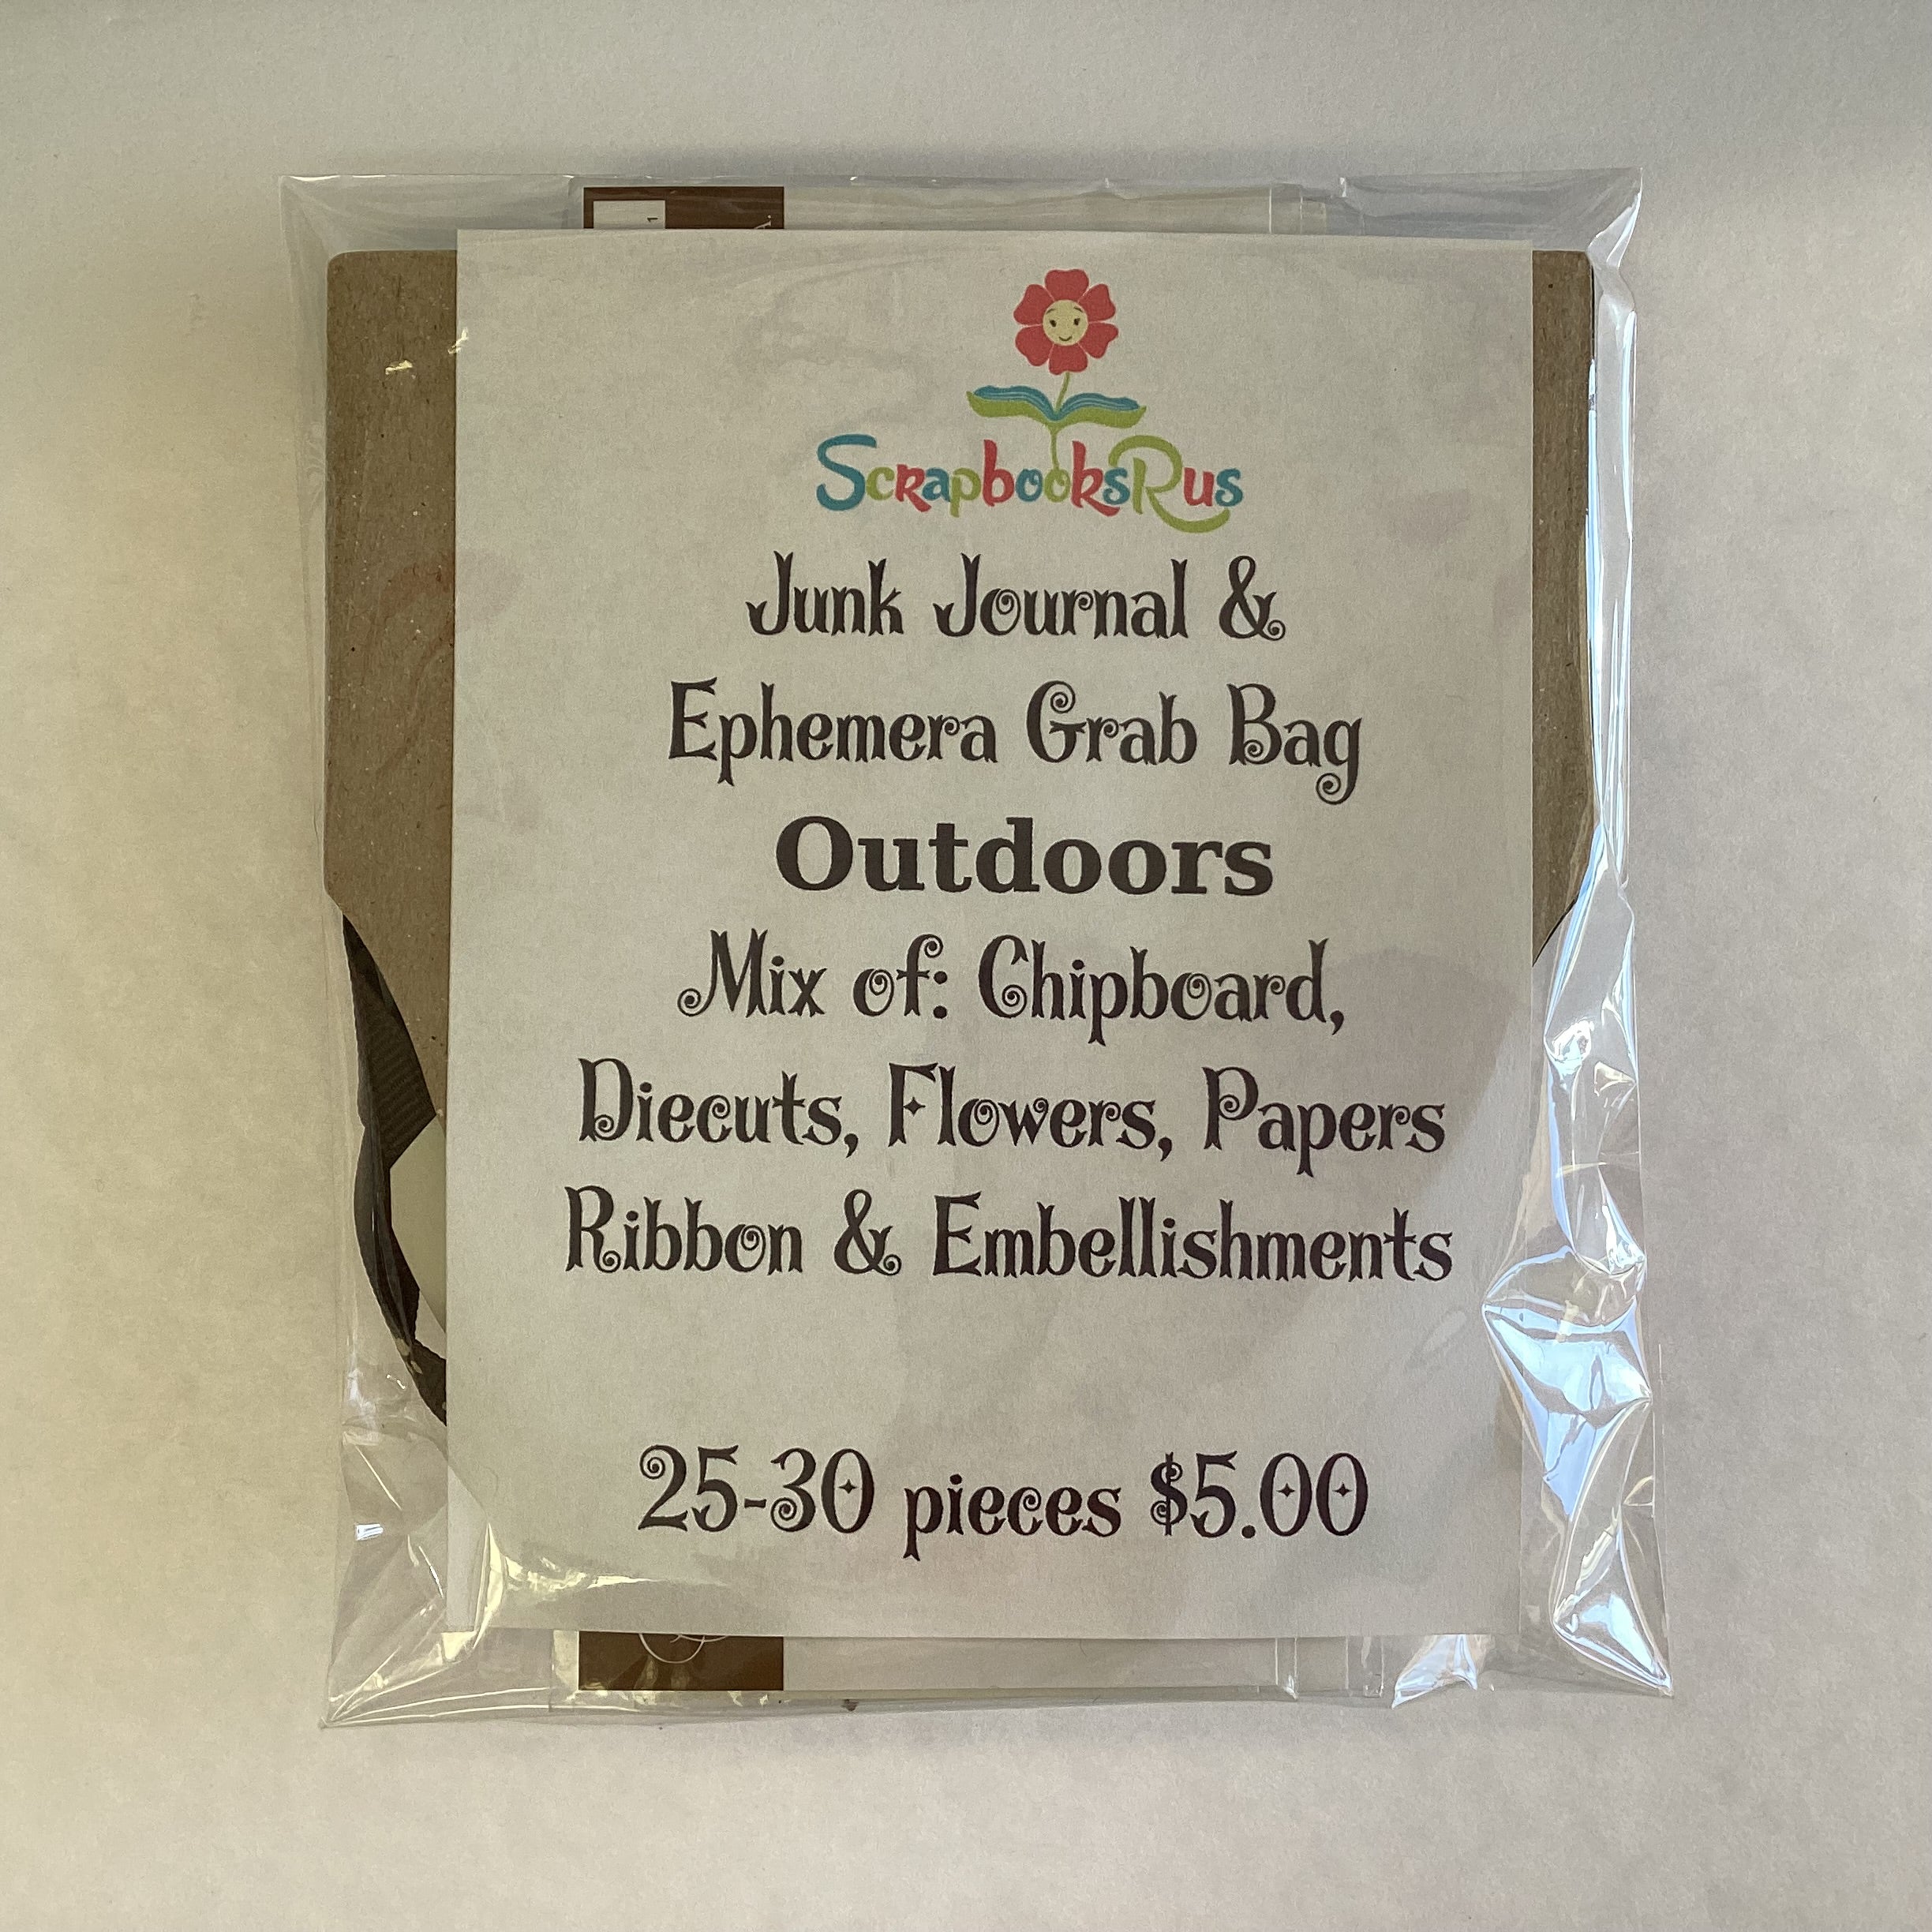 ScrapbooksRus
Junk Journal &
Ephemera Grab Bag
Outdoors
Mix of: Chipboard,
Diecuts, Flowers, Papers
Ribbon & Embellishments
25-30 pieces $5.00